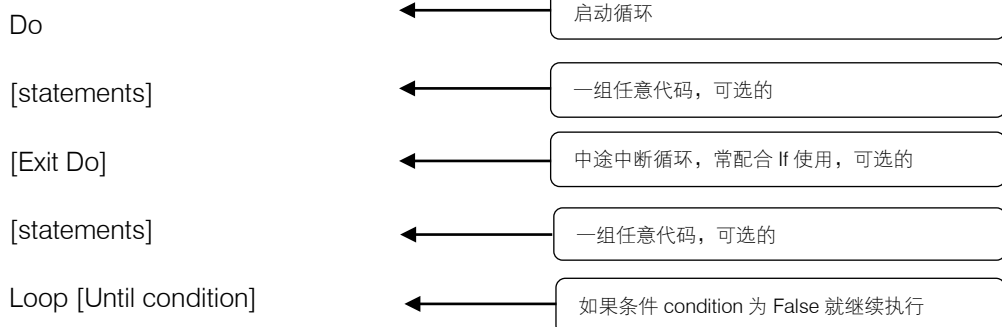 Do
启动循环
[statements]
一组任意代码，可选的
[Exit Do]
中途中断循环，常配合 If 使用，可选的
[statements]
一组任意代码，可选的
Loop [Until condition]
如果条件 condition 为 False 就继续执行